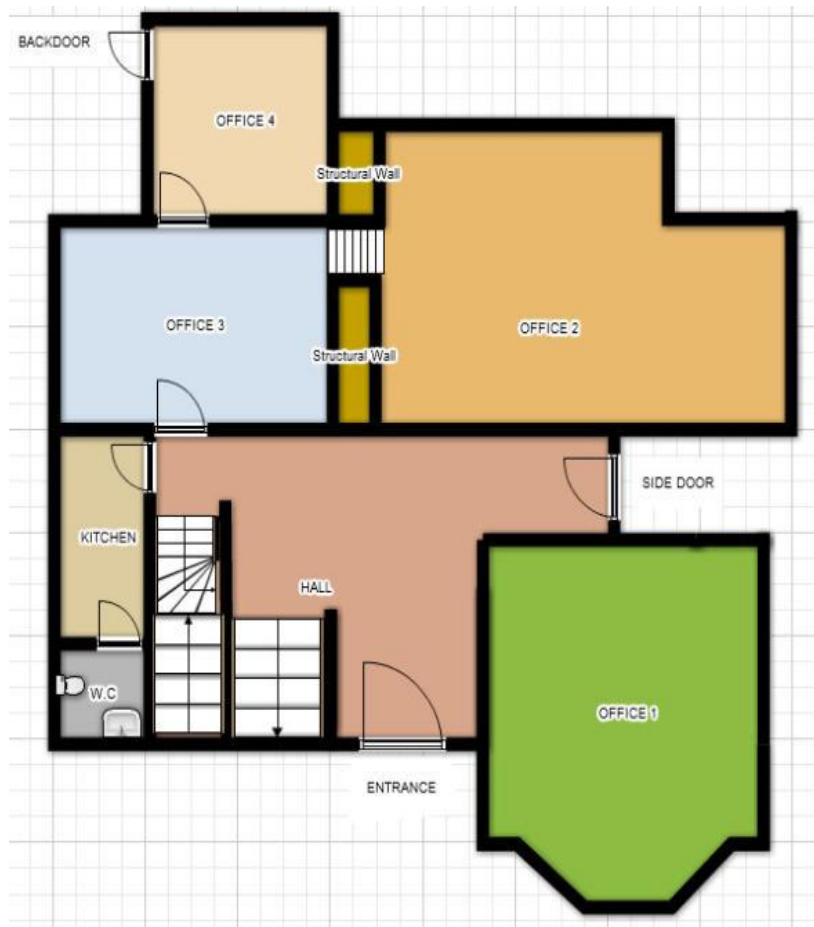 BACKDOOR
OFFICE 4
Structural Wall
OFFICE 3
OFFICE 2
Structural Wall
SIDE DOOR
KITCHEN
HALL
W.C
OFFICE 1
ENTRANCE